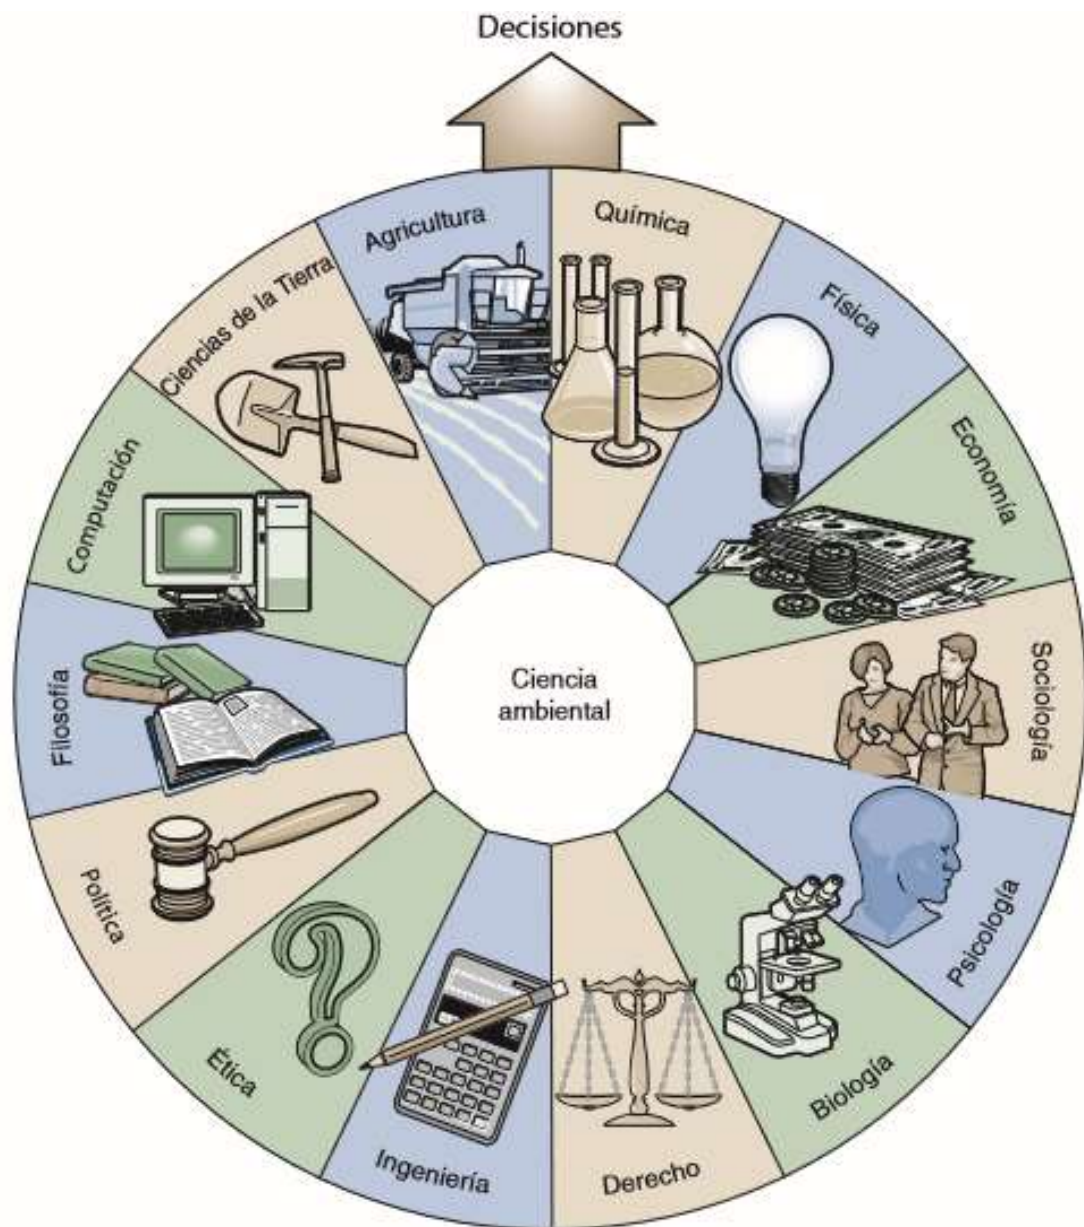 Decisiones
Química
Física
Economía
Sociología
Psicología
Biología
Derecho
Ingeniería
Ética
Política
Filosofía
Computación
Ciencias de la Tierra
Agricultura
Ciencia
ambiental